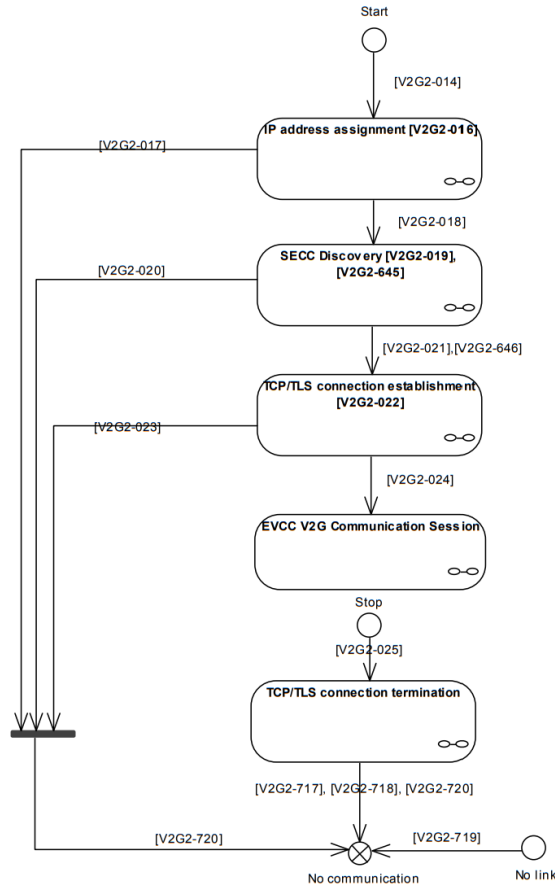 Start
[V2G2-014]
IP address assignment [V2G2-016]
[V2G2-017]
[V2G2-018]
SECC Discovery [V2G2-019],
[V2G2-645]
[V2G2-020]
[V2G2-021],[V2G2-646]
TCP/TLS connection establishment
[V2G2-022]
[V2G2-023]
[V2G2-024]
EVCC V2G Communication Session
Stop
[V2G2-025]
TCP/TLS connection termination
[V2G2-717], [V2G2-718], [V2G2-720]
[V2G2-720]
[V2G2-719]
No communication
No link